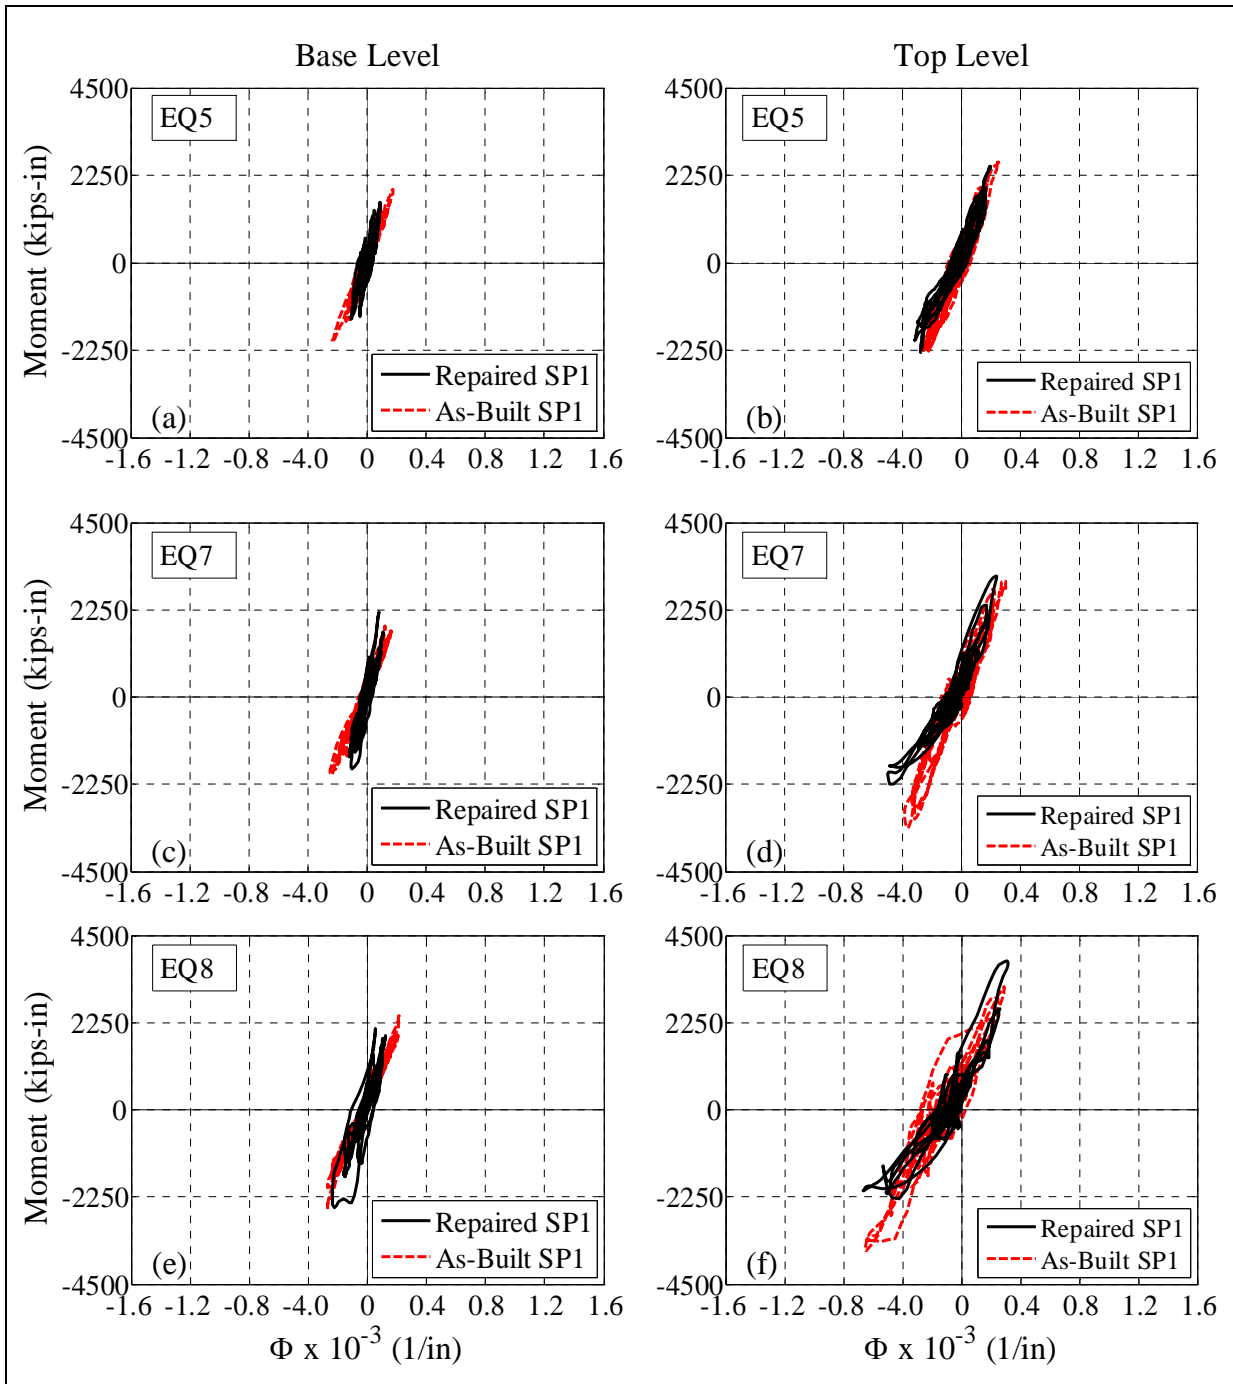 Base Level Top Level
4500 4500
EQ5 EQ5
2250 2250
Moment (kips-in)
0 0
-2250 -2250
Repaired SP1 Repaired SP1
(a) As-Built SP1 (b) As-Built SP1
-4500 -4500
-1.6 -1.2 -0.8 -4.0 0 0.4 0.8 1.2 1.6 -1.6 -1.2 -0.8 -4.0 0 0.4 0.8 1.2 1.6
4500 4500
EQ7 EQ7
2250 2250
Moment (kips-in)
0 0
-2250 -2250
Repaired SP1 Repaired SP1
(c) As-Built SP1 (d) As-Built SP1
-4500 -4500
-1.6 -1.2 -0.8 -4.0 0 0.4 0.8 1.2 1.6 -1.6 -1.2 -0.8 -4.0 0 0.4 0.8 1.2 1.6
4500 4500
EQ8 EQ8
2250 2250
Moment (kips-in)
0 0
-2250 -2250
Repaired SP1 Repaired SP1
(e) As-Built SP1 (f) As-Built SP1
-4500 -4500
-1.6 -1.2 -0.8 -4.0 0 0.4 0.8 1.2 1.6 -1.6 -1.2 -0.8 -4.0 0 0.4 0.8 1.2 1.6
Φ x 10⁻³ (1/in) Φ x 10⁻³ (1/in)